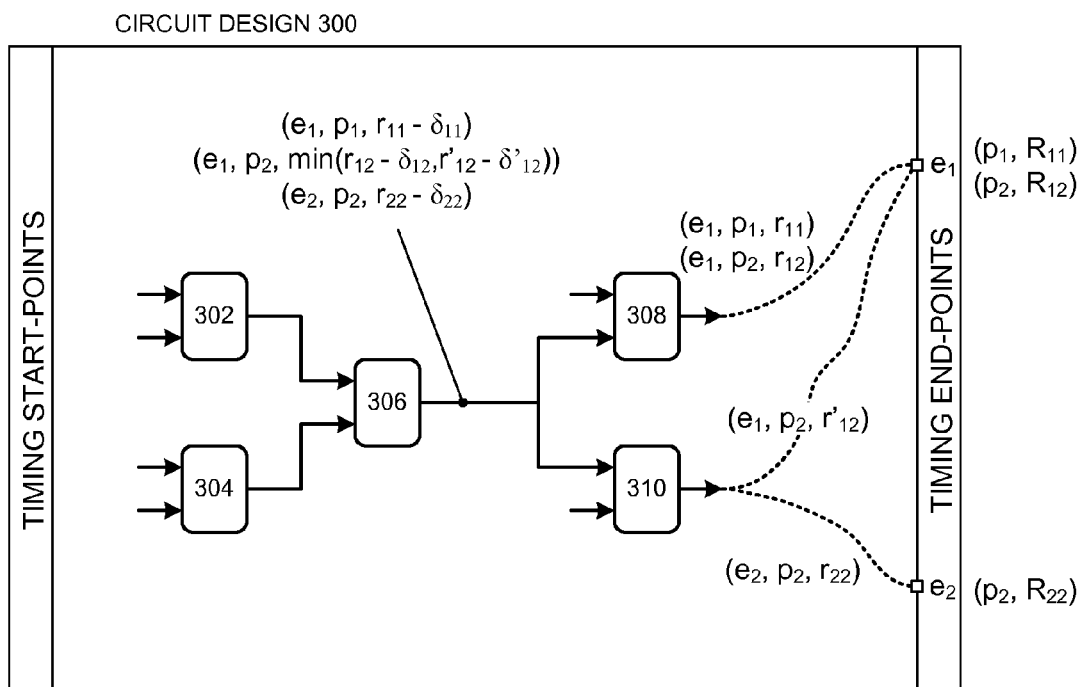 CIRCUIT DESIGN 300
TIMING START-POINTS
(e₁, p₁, r₁₁ - δ₁₁)
(e₁, p₂, min(r₁₂ - δ₁₂,r'₁₂ - δ'₁₂))
(e₂, p₂, r₂₂ - δ₂₂)
302
304
306
308
310
(e₁, p₁, r₁₁)
(e₁, p₂, r₁₂)
(e₁, p₂, r'₁₂)
(e₂, p₂, r₂₂)
TIMING END-POINTS
e₁
(p₁, R₁₁)
(p₂, R₁₂)
e₂
(p₂, R₂₂)